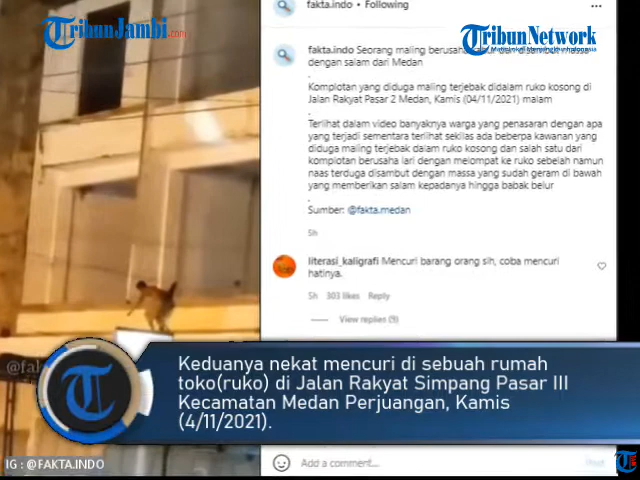 TribunJambi.com
fakta.indo • Following
TribunNetwork
fakta.indo Seorang maling berusaha
dengan salam dari Medan
.
Komplotan yang diduga maling terjebak didalam ruko kosong di
Jalan Rakyat Pasar 2 Medan, Kamis (04/11/2021) malam
.
Terlihat dalam video banyaknya warga yang penasaran dengan apa
yang terjadi sementara terlihat sekilas ada beberpa kawanan yang
diduga maling terjebak dalam ruko kosong dan salah satu dari
komplotan berusaha lari dengan melompat ke ruko sebelah namun
naas terduga disambut dengan massa yang sudah geram di bawah
yang memberikan salam kepadanya hingga babak belur
.
Sumber: @fakta.medan
5h
literasi_kaligrafi Mencuri barang orang sih, coba mencuri
hatinya.
5h 303 likes Reply
View replies (9)
Keduanya nekat mencuri di sebuah rumah
toko(ruko) di Jalan Rakyat Simpang Pasar III
Kecamatan Medan Perjuangan, Kamis
(4/11/2021).
IG : @FAKTA.INDO
Add a comment...
Post